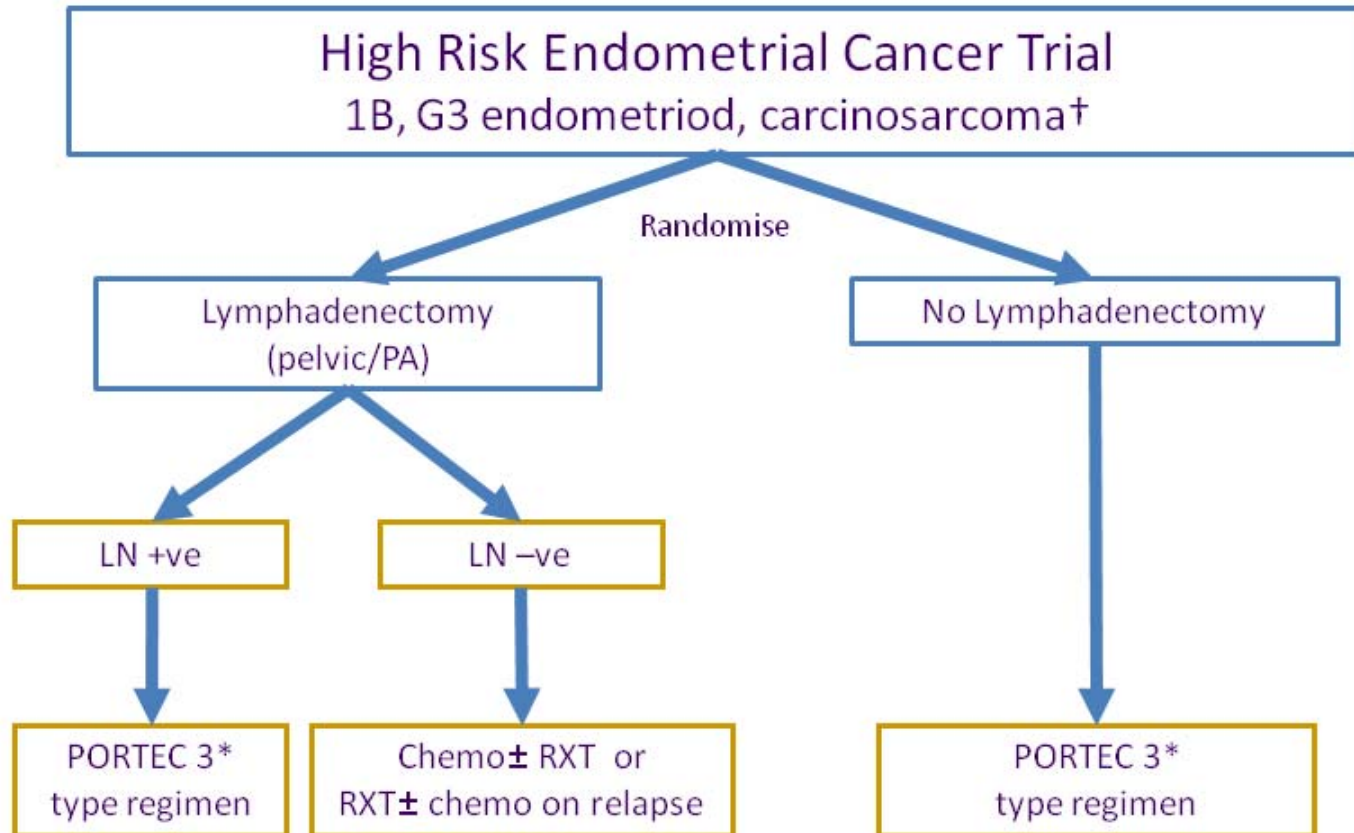 High Risk Endometrial Cancer Trial
1B, G3 endometriod, carcinosarcoma†
Randomise
Lymphadenectomy
(pelvic/PA)
No Lymphadenectomy
LN +ve
LN –ve
PORTEC 3*
type regimen
Chemo± RXT or
RXT± chemo on relapse
PORTEC 3*
type regimen